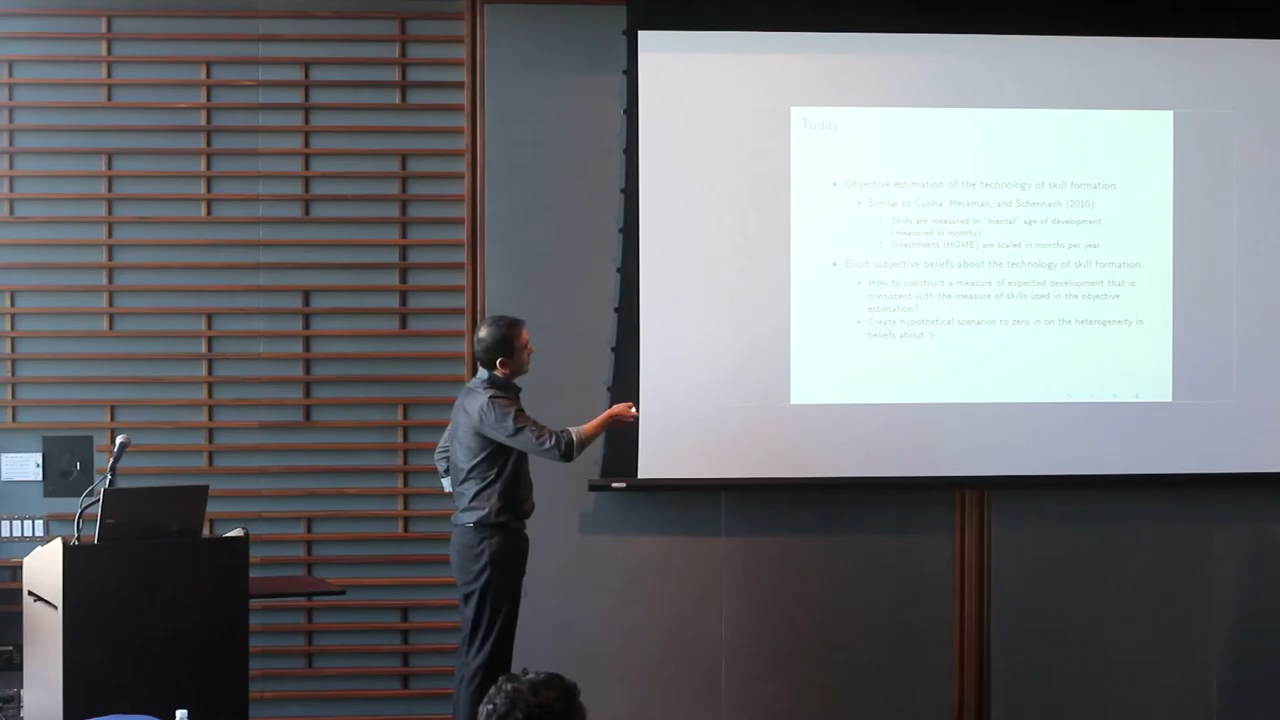 Today
Objective estimation of the technology of skill formation
Similar to Cunha, Heckman, and Schennach (2010)
1. Skills are measured in "mental" age of development
(measured in months)
2. Investments (HOME) are scaled in months per year
Elicit subjective beliefs about the technology of skill formation.
How to construct a measure of expected development that is
consistent with the measure of skills used in the objective
estimation?
Create hypothetical scenarios to zero in on the heterogeneity in
beliefs about γ